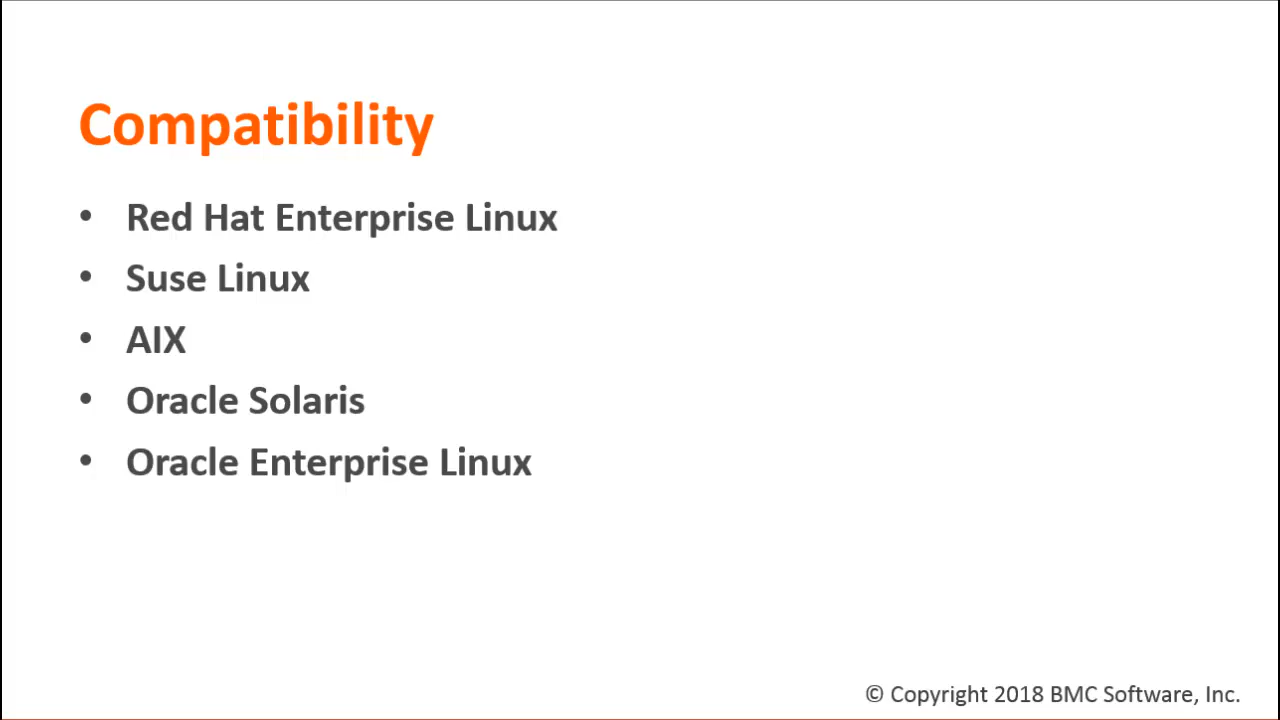 Compatibility
• Red Hat Enterprise Linux
• Suse Linux
• AIX
• Oracle Solaris
• Oracle Enterprise Linux
© Copyright 2018 BMC Software, Inc.